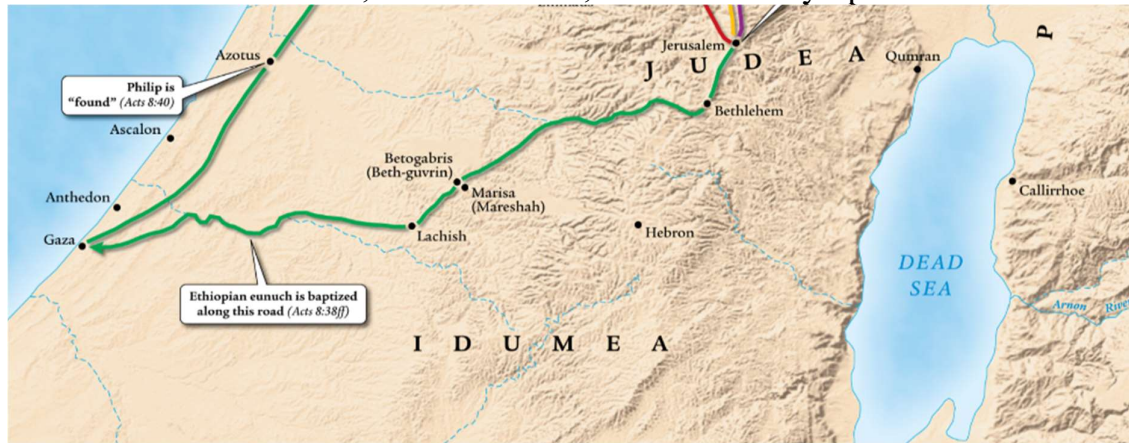 Jerusalem
J U D E A
P
Qumran
Azotus
Philip is
"found" (Acts 8:40)
Bethlehem
Ascalon
Betogabris
(Beth-guvrin)
Marisa
(Mareshah)
Callirrhoe
Anthedon
Gaza
Lachish
Hebron
DEAD
SEA
Ethiopian eunuch is baptized
along this road (Acts 8:38ff)
Arnon
I D U M E A